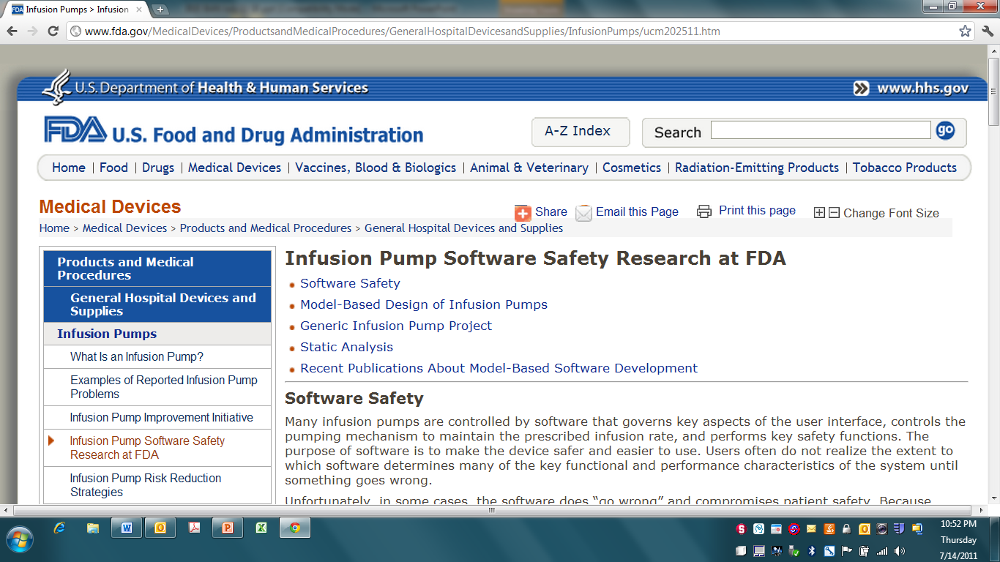 Infusion Pumps > Infusion
www.fda.gov/MedicalDevices/ProductsandMedicalProcedures/GeneralHospitalDevicesandSupplies/InfusionPumps/ucm202511.htm
U.S. Department of Health & Human Services
www.hhs.gov
FDA U.S. Food and Drug Administration
A-Z Index
Search
go
Home | Food | Drugs | Medical Devices | Vaccines, Blood & Biologics | Animal & Veterinary | Cosmetics | Radiation-Emitting Products | Tobacco Products
Medical Devices
Share
Email this Page
Print this page
Change Font Size
Home > Medical Devices > Products and Medical Procedures > General Hospital Devices and Supplies
Products and Medical
Procedures
General Hospital Devices and
Supplies
Infusion Pumps
What Is an Infusion Pump?
Examples of Reported Infusion Pump
Problems
Infusion Pump Improvement Initiative
Infusion Pump Software Safety
Research at FDA
Infusion Pump Risk Reduction
Strategies
Infusion Pump Software Safety Research at FDA
Software Safety
Model-Based Design of Infusion Pumps
Generic Infusion Pump Project
Static Analysis
Recent Publications About Model-Based Software Development
Software Safety
Many infusion pumps are controlled by software that governs key aspects of the user interface, controls the
pumping mechanism to maintain the prescribed infusion rate, and performs key safety functions. The
purpose of software is to make the device safer and easier to use. Users often do not realize the extent to
which software determines many of the key functional and performance characteristics of the system until
something goes wrong.
Unfortunately, in some cases, the software does “go wrong” and compromises patient safety. Because
10:52 PM
Thursday
7/14/2011